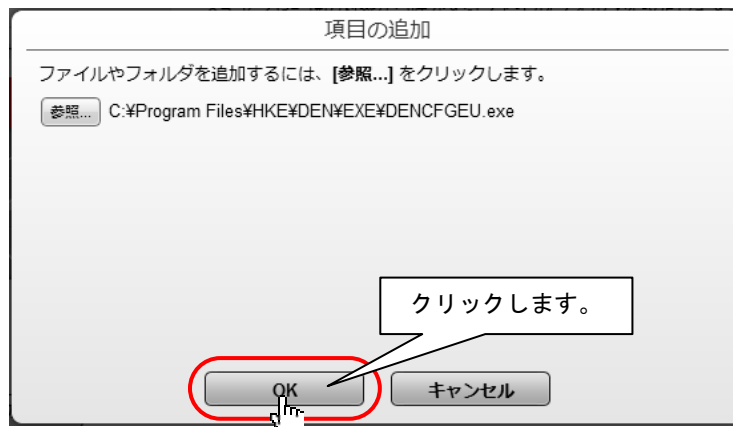 項目の追加
ファイルやフォルダを追加するには、[参照...] をクリックします。
参照... C:¥Program Files¥HKE¥DEN¥EXE¥DENCFGEU.exe
クリックします。
OK キャンセル